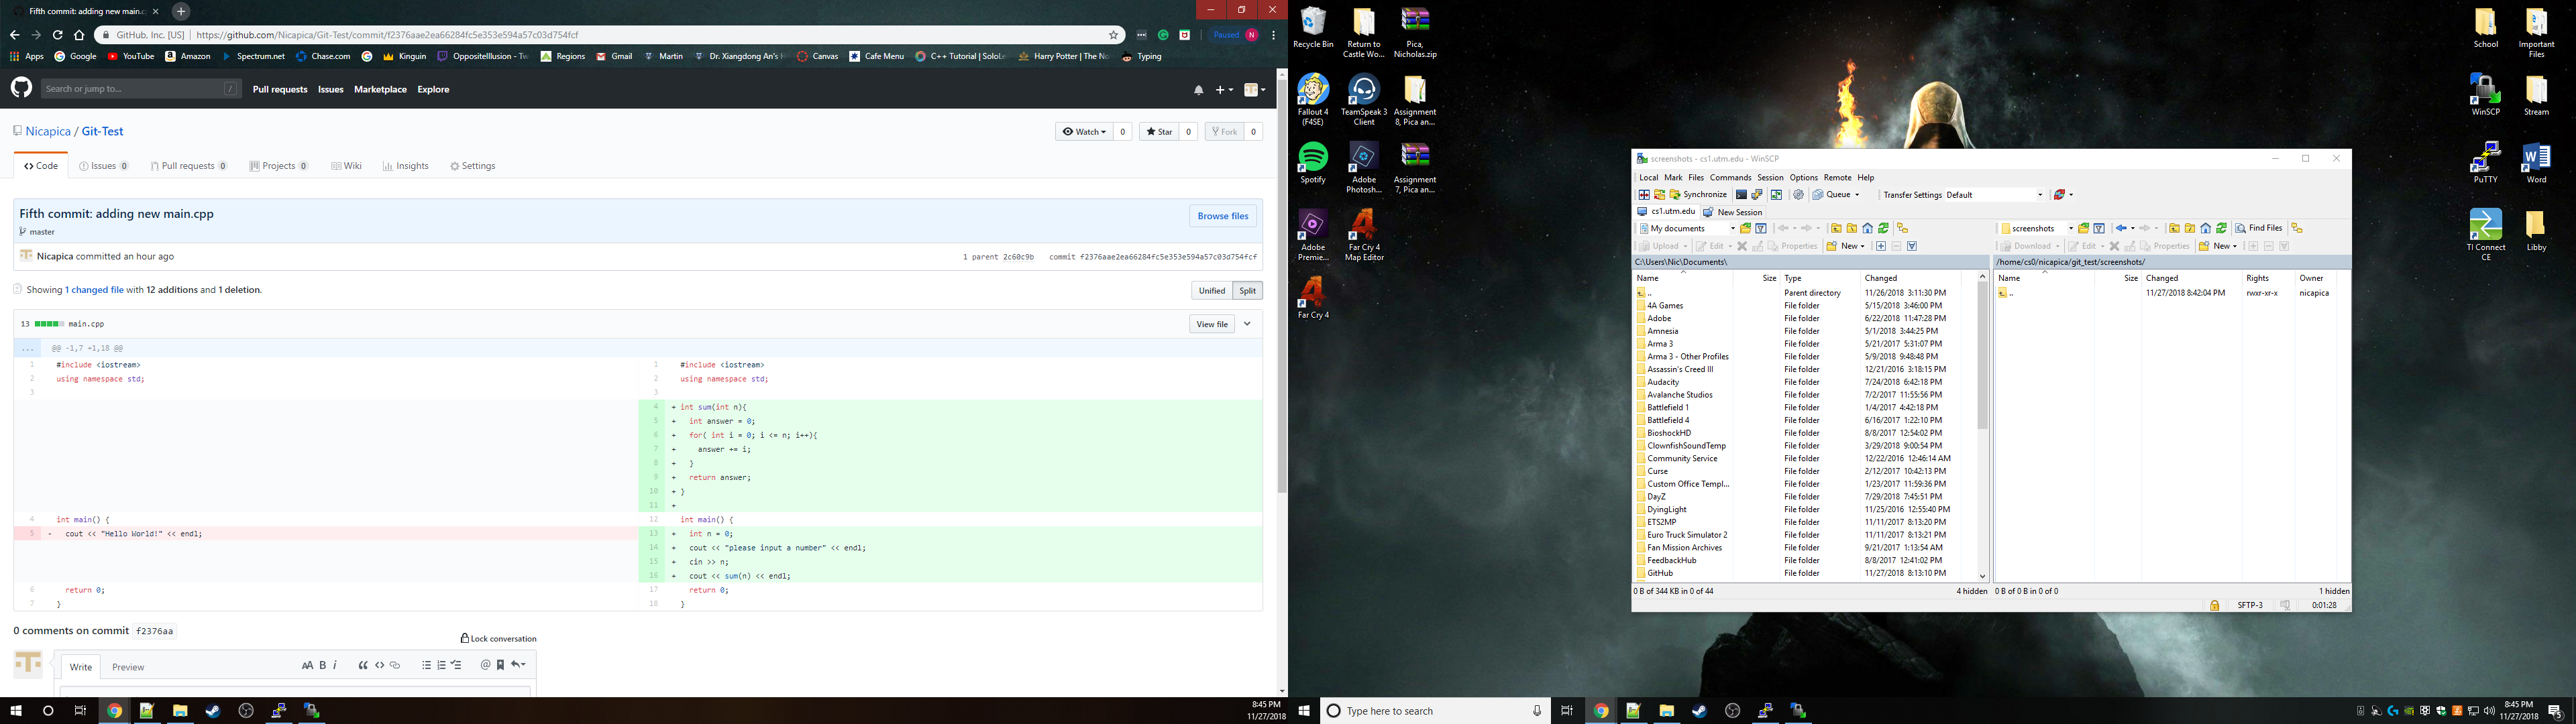 Fifth commit: adding new main.cp
GitHub, Inc. [US] | https://github.com/Nicapica/Git-Test/commit/f2376aae2ea66284fc5e353e594a57c03d754fcf
Paused N
Apps Google YouTube Amazon Spectrum.net Chase.com Kinguin OppositeIllusion - Tw Regions Gmail Martin Dr. Xiangdong An's H Canvas Cafe Menu C++ Tutorial | SoloLe Harry Potter | The No Typing
Search or jump to... /
Pull requests Issues Marketplace Explore
Nicapica / Git-Test
Watch 0 Star 0 Fork 0
Code Issues 0 Pull requests 0 Projects 0 Wiki Insights Settings
Fifth commit: adding new main.cpp
Browse files
master
Nicapica committed an hour ago
1 parent 2c60c9b commit f2376aae2ea66284fc5e353e594a57c03d754fcf
Showing 1 changed file with 12 additions and 1 deletion.
Unified Split
13 main.cpp
View file
... @@ -1,7 +1,18 @@
1 #include <iostream> 1 #include <iostream>
2 using namespace std; 2 using namespace std;
3 3
4 + int sum(int n){
5 + int answer = 0;
6 + for( int i = 0; i <= n; i++){
7 + answer += i;
8 + }
9 + return answer;
10 + }
11 +
4 int main() { 12 int main() {
5 - cout << "Hello World!" << endl; 13 + int n = 0;
14 + cout << "please input a number" << endl;
15 + cin >> n;
16 + cout << sum(n) << endl;
6 return 0; 17 return 0;
7 } 18 }
0 comments on commit f2376aa
Lock conversation
Write Preview
AA B i
8:45 PM
11/27/2018
Recycle Bin
Return to Castle Wo...
Pica, Nicholas.zip
Fallout 4 (F4SE)
TeamSpeak 3 Client
Assignment 8, Pica an...
Spotify
Adobe Photosh...
Assignment 7, Pica an...
Adobe Premie...
Far Cry 4 Map Editor
Far Cry 4
School
Important Files
WinSCP
Stream
PuTTY
Word
TI Connect CE
Libby
screenshots - cs1.utm.edu - WinSCP
Local Mark Files Commands Session Options Remote Help
Synchronize Queue Transfer Settings Default
cs1.utm.edu New Session
My documents
screenshots Find Files
Upload Edit Properties New
Download Edit Properties New
C:\Users\Nic\Documents\
/home/cs0/nicapica/git_test/screenshots/
Name Size Type Changed
Name Size Changed Rights Owner
.. Parent directory 11/26/2018 3:11:30 PM
.. 11/27/2018 8:42:04 PM rwxr-xr-x nicapica
4A Games File folder 5/15/2018 3:46:00 PM
Adobe File folder 6/22/2018 11:47:28 PM
Amnesia File folder 5/1/2018 3:44:25 PM
Arma 3 File folder 5/21/2017 5:31:07 PM
Arma 3 - Other Profiles File folder 5/9/2018 9:48:48 PM
Assassin's Creed III File folder 12/21/2016 3:18:15 PM
Audacity File folder 7/24/2018 6:42:18 PM
Avalanche Studios File folder 7/2/2017 11:55:56 PM
Battlefield 1 File folder 1/4/2017 4:42:18 PM
Battlefield 4 File folder 6/16/2017 1:22:10 PM
BioshockHD File folder 8/8/2017 12:54:02 PM
ClownfishSoundTemp File folder 3/29/2018 9:00:54 PM
Community Service File folder 12/22/2016 12:46:14 AM
Curse File folder 2/12/2017 10:42:13 PM
Custom Office Templ... File folder 1/23/2017 11:59:36 PM
DayZ File folder 7/29/2018 7:45:51 PM
DyingLight File folder 11/25/2016 12:55:40 PM
ETS2MP File folder 11/11/2017 8:13:20 PM
Euro Truck Simulator 2 File folder 11/11/2017 8:13:21 PM
Fan Mission Archives File folder 9/21/2017 1:13:54 AM
FeedbackHub File folder 8/8/2017 12:41:02 PM
GitHub File folder 11/27/2018 8:13:10 PM
0 B of 344 KB in 0 of 44 4 hidden
0 B of 0 B in 0 of 0 1 hidden
SFTP-3 0:01:28
Type here to search
8:45 PM
11/27/2018